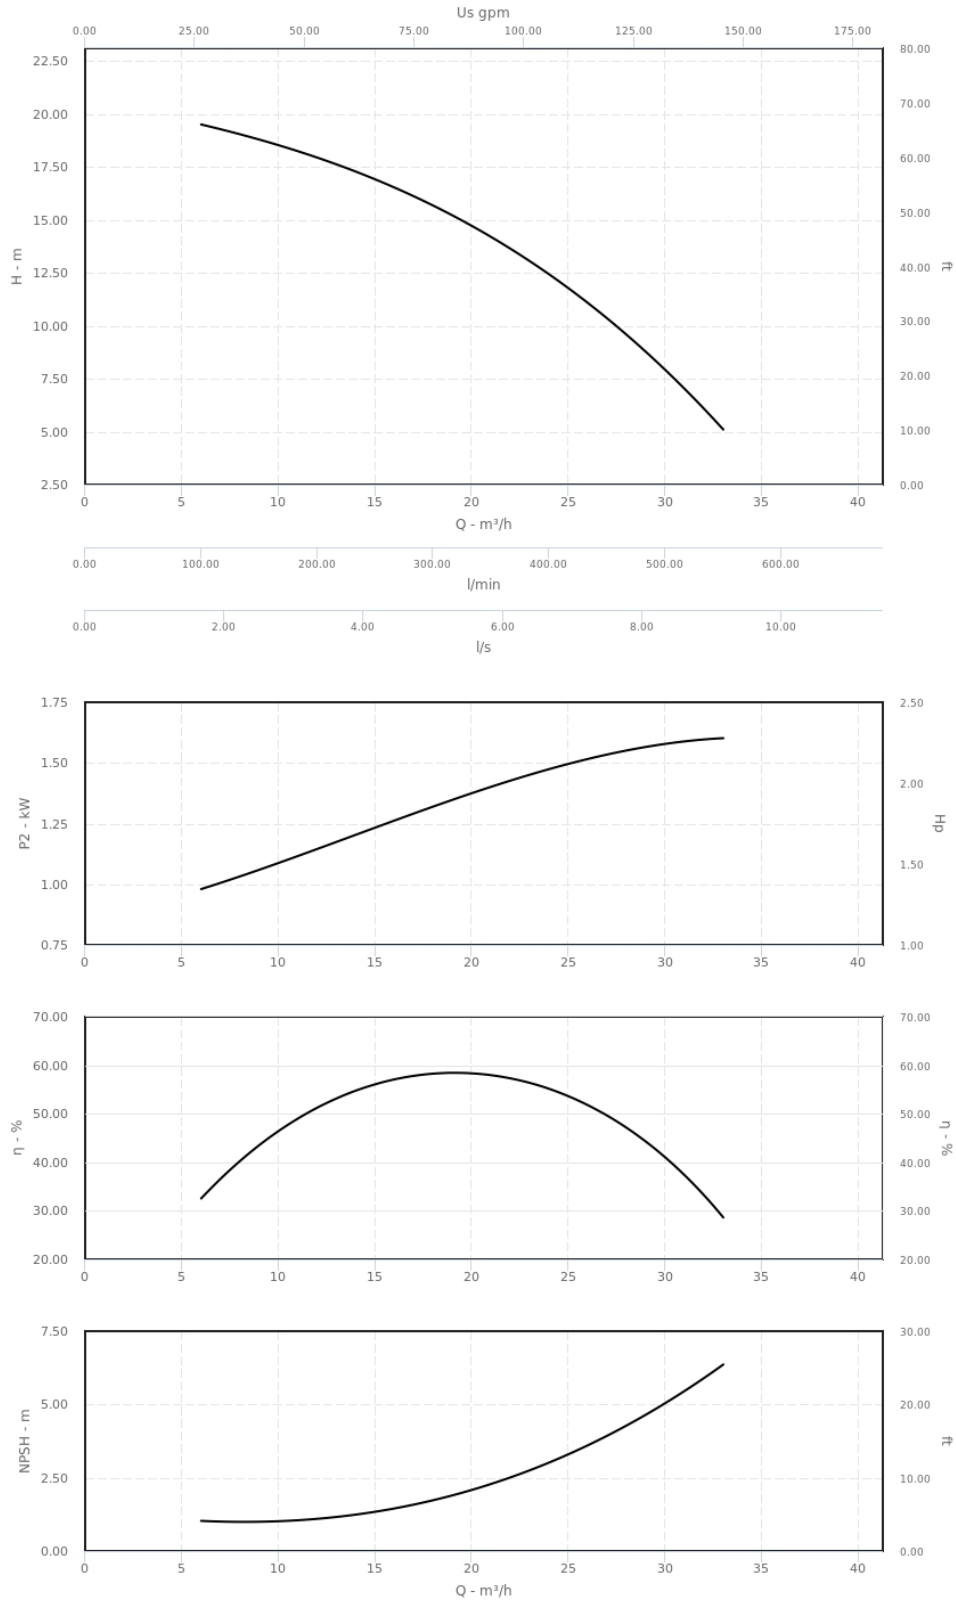 Us gpm
0.00 25.00 50.00 75.00 100.00 125.00 150.00 175.00
22.50 20.00 17.50 15.00 12.50 10.00 7.50 5.00 2.50
H - m
80.00 70.00 60.00 50.00 40.00 30.00 20.00 10.00 0.00
ft
0 5 10 15 20 25 30 35 40
Q - m³/h
0.00 100.00 200.00 300.00 400.00 500.00 600.00
l/min
0.00 2.00 4.00 6.00 8.00 10.00
l/s
1.75 1.50 1.25 1.00 0.75
P2 - kW
2.50 2.00 1.50 1.00
Hp
0 5 10 15 20 25 30 35 40
70.00 60.00 50.00 40.00 30.00 20.00
η - %
70.00 60.00 50.00 40.00 30.00 20.00
η - %
0 5 10 15 20 25 30 35 40
7.50 5.00 2.50 0.00
NPSH - m
30.00 20.00 10.00 0.00
ft
0 5 10 15 20 25 30 35 40
Q - m³/h